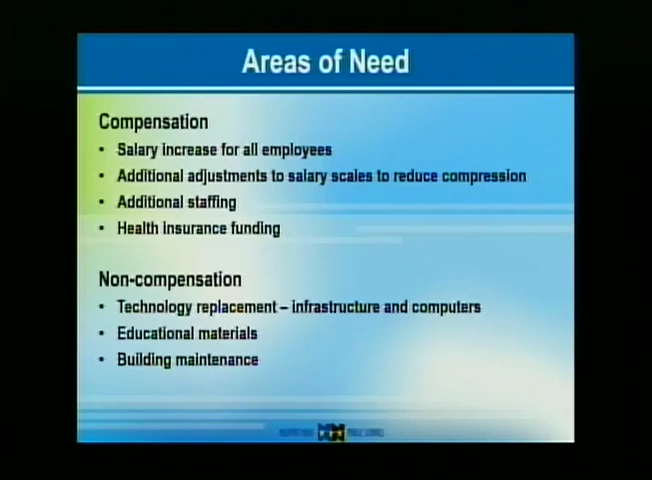 Areas of Need
Compensation
• Salary increase for all employees
• Additional adjustments to salary scales to reduce compression
• Additional staffing
• Health insurance funding
Non-compensation
• Technology replacement – infrastructure and computers
• Educational materials
• Building maintenance